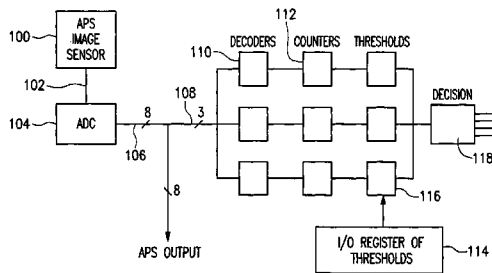 100
APS
IMAGE
SENSOR
102
104
ADC
8
106
108
3
8
APS OUTPUT
110
DECODERS
112
COUNTERS
THRESHOLDS
DECISION
118
116
I/O REGISTER OF
THRESHOLDS
114